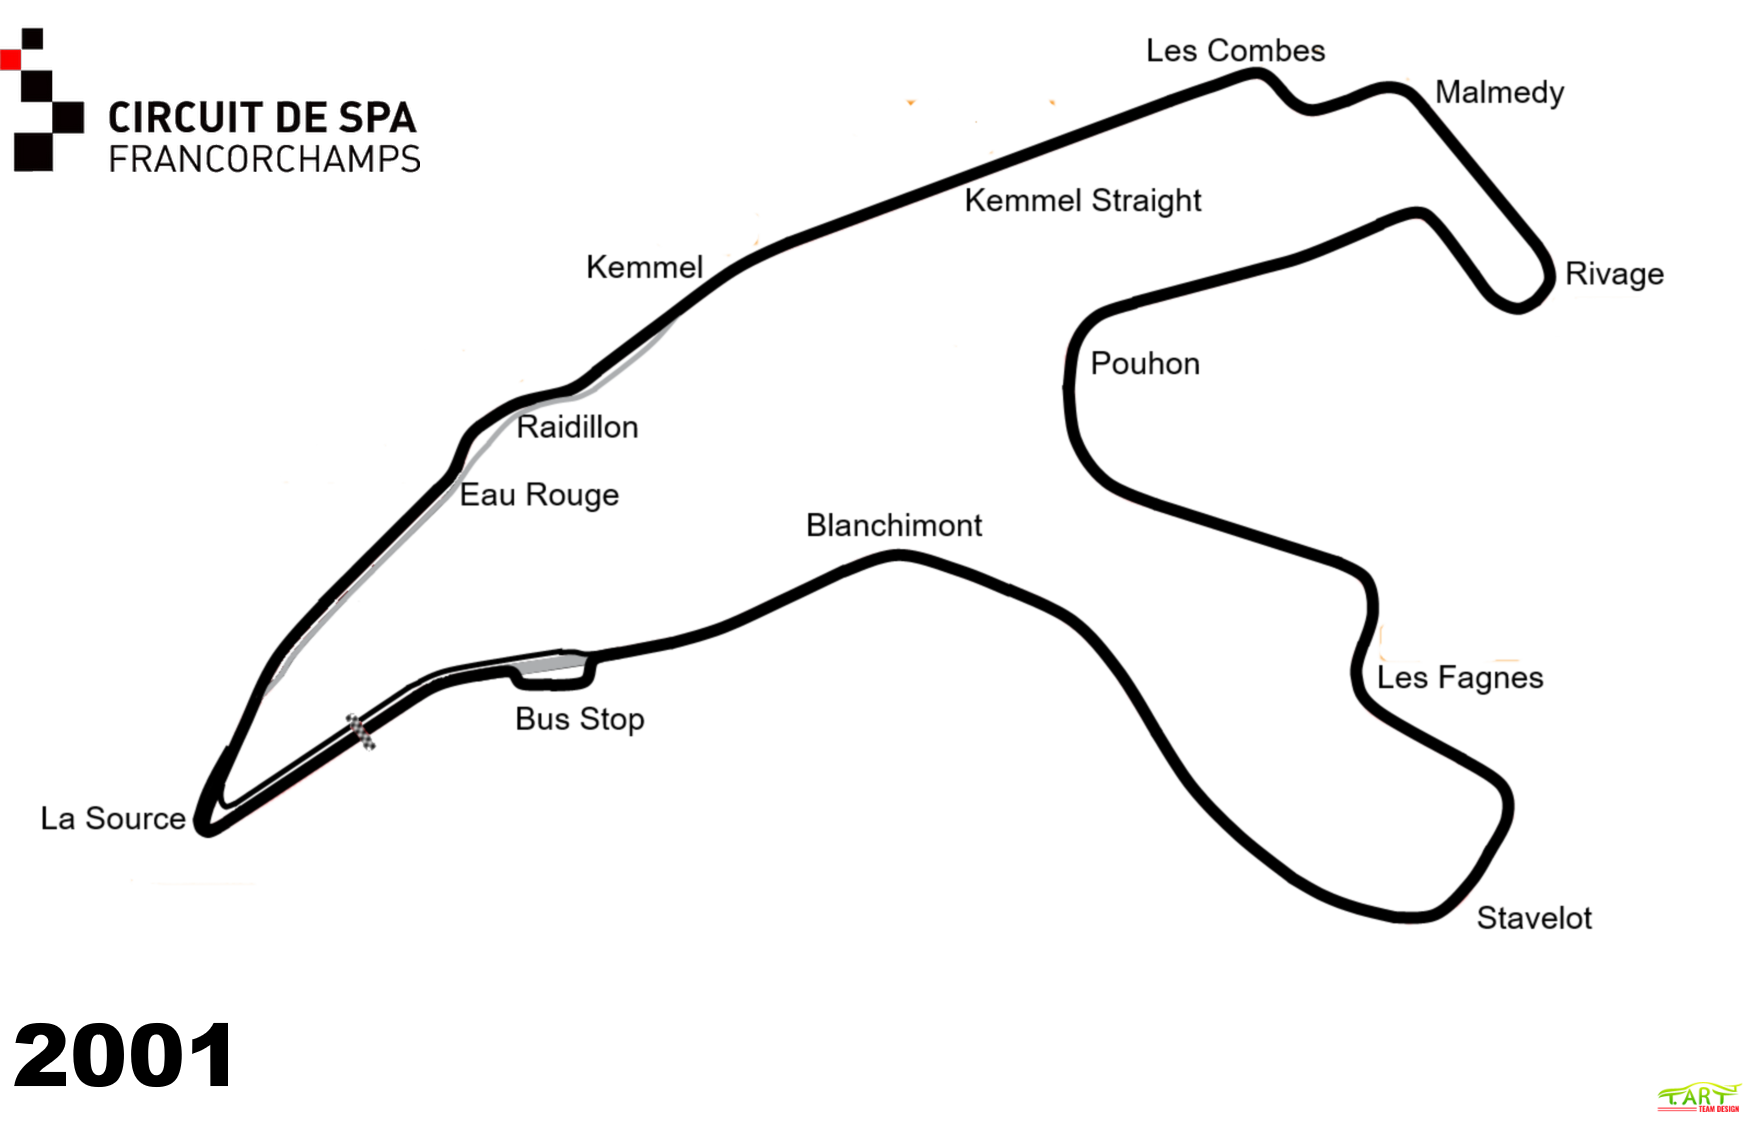 CIRCUIT DE SPA
FRANCORCHAMPS
Les Combes
Malmedy
Kemmel Straight
Kemmel
Rivage
Pouhon
Raidillon
Eau Rouge
Blanchimont
Les Fagnes
Bus Stop
La Source
Stavelot
2001
T.ART
TEAM DESIGN